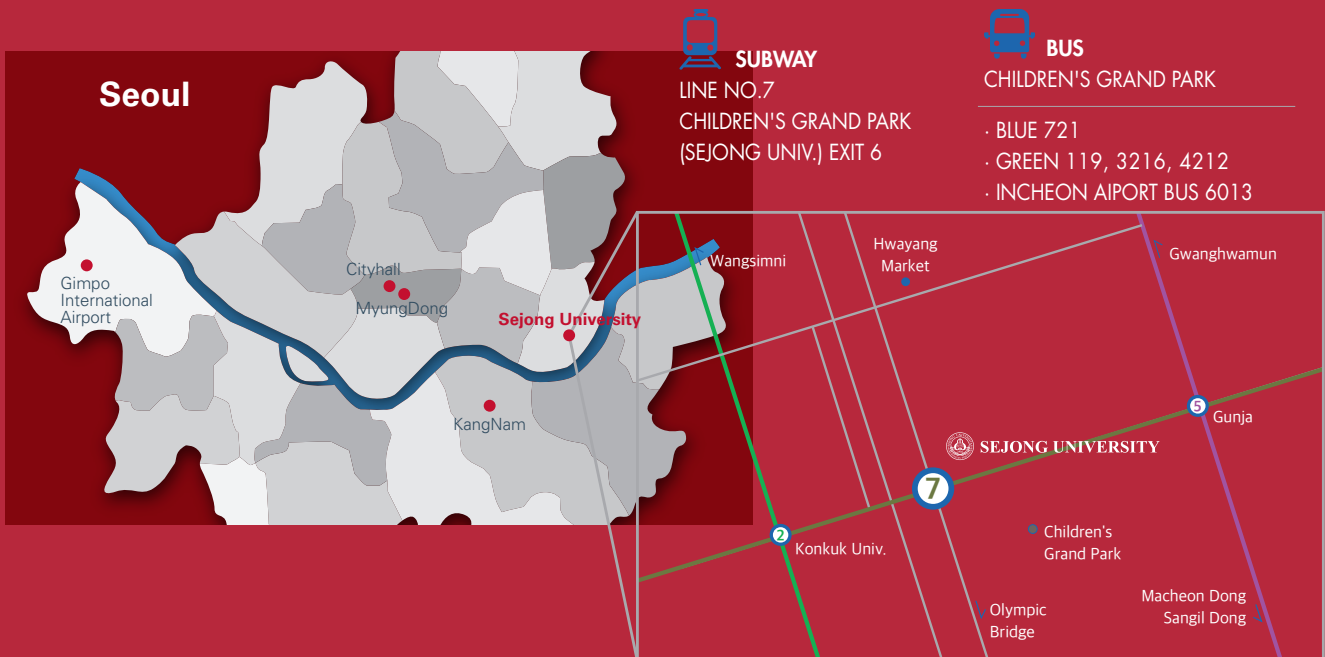 Seoul
Gimpo
International
Airport
Cityhall
MyungDong
Sejong University
KangNam
SUBWAY
LINE NO.7
CHILDREN'S GRAND PARK
(SEJONG UNIV.) EXIT 6
BUS
CHILDREN'S GRAND PARK
· BLUE 721
· GREEN 119, 3216, 4212
· INCHEON AIPORT BUS 6013
Wangsimni
Hwayang
Market
Gwanghwamun
5
Gunja
SEJONG UNIVERSITY
7
2
Konkuk Univ.
Children's
Grand Park
Olympic
Bridge
Macheon Dong
Sangil Dong